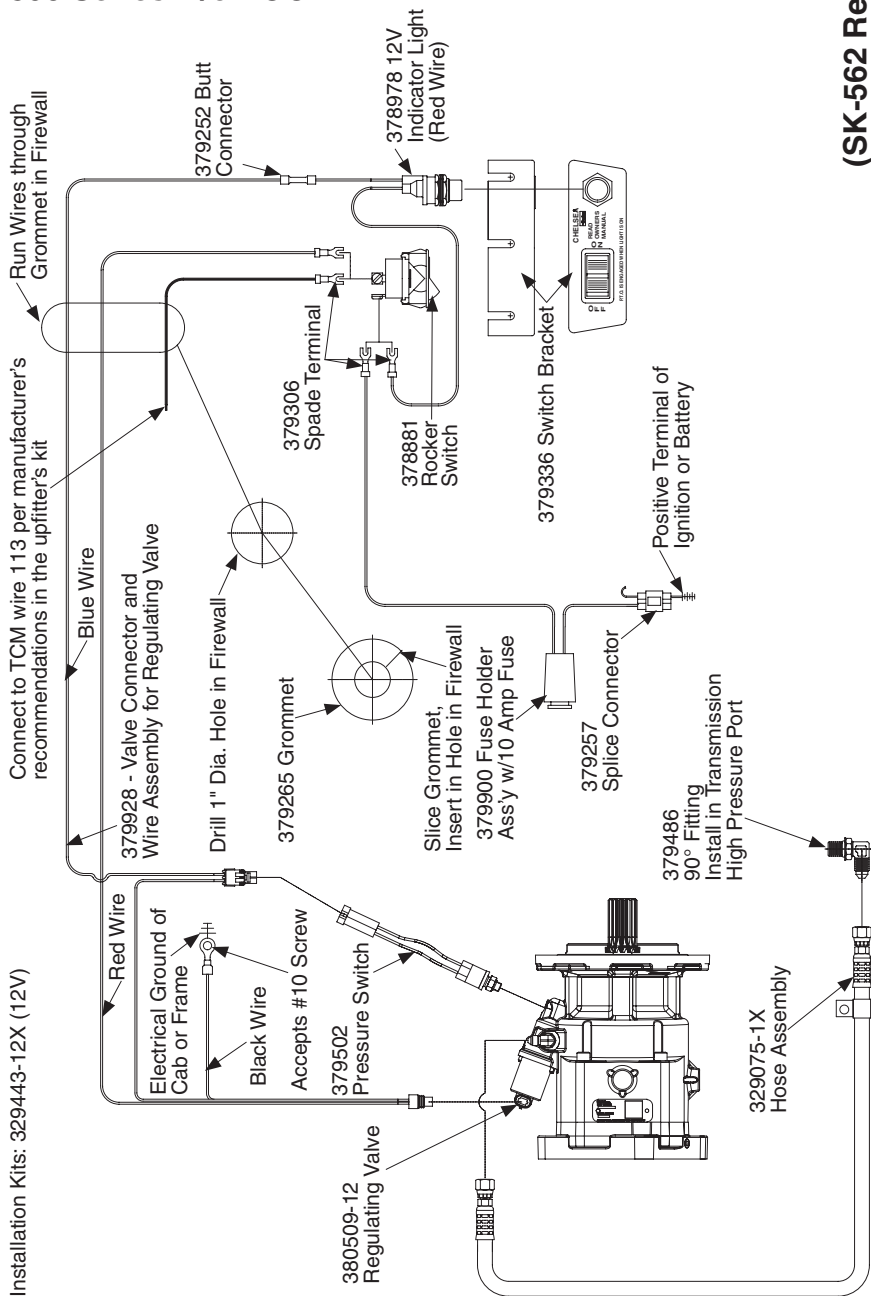 Installation Kits: 329443-12X (12V)
Connect to TCM wire 113 per manufacturer's
recommendations in the upfitter's kit
Run Wires through
Grommet in Firewall
Blue Wire
Red Wire
379928 - Valve Connector and
Wire Assembly for Regulating Valve
Electrical Ground of
Cab or Frame
Black Wire
Accepts #10 Screw
379502
Pressure Switch
380509-12
Regulating Valve
Drill 1" Dia. Hole in Firewall
379265 Grommet
Slice Grommet,
Insert in Hole in Firewall
379900 Fuse Holder
Ass'y w/10 Amp Fuse
379257
Splice Connector
Positive Terminal of
Ignition or Battery
379252 Butt
Connector
378978 12V
Indicator Light
(Red Wire)
379306
Spade Terminal
378881
Rocker
Switch
379336 Switch Bracket
CHELSEA
READ
OWNERS
MANUAL
ON
OFF
P.T.O. IS ENGAGED WHEN LIGHT IS ON
379486
90° Fitting
Install in Transmission
High Pressure Port
329075-1X
Hose Assembly
(SK-562 Re